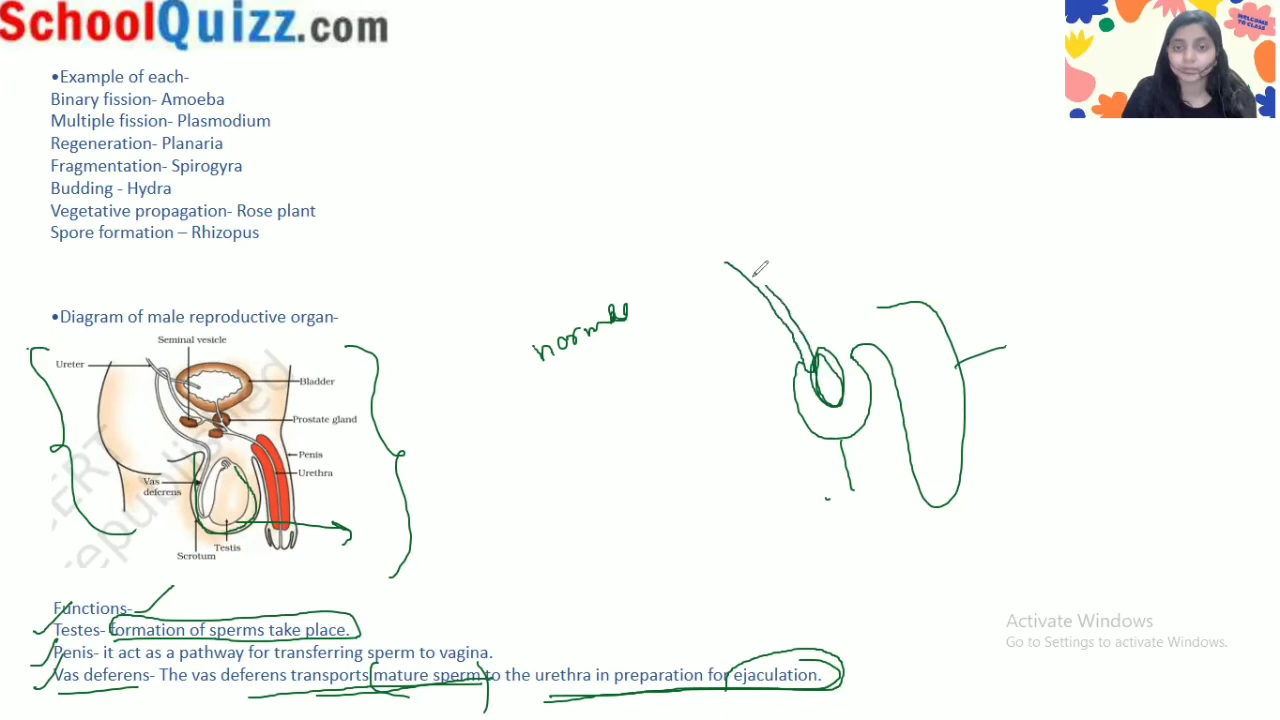 SchoolQuizz.com
WELCOME TO CLASS
•Example of each-
Binary fission- Amoeba
Multiple fission- Plasmodium
Regeneration- Planaria
Fragmentation- Spirogyra
Budding - Hydra
Vegetative propagation- Rose plant
Spore formation – Rhizopus
•Diagram of male reproductive organ-
Seminal vesicle
Ureter
Bladder
Prostate gland
Penis
Urethra
Vas
deferens
Testis
Scrotum
normal
Functions-
Testes- formation of sperms take place.
Penis- it act as a pathway for transferring sperm to vagina.
Vas deferens- The vas deferens transports mature sperm to the urethra in preparation for ejaculation.
Activate Windows
Go to Settings to activate Windows.